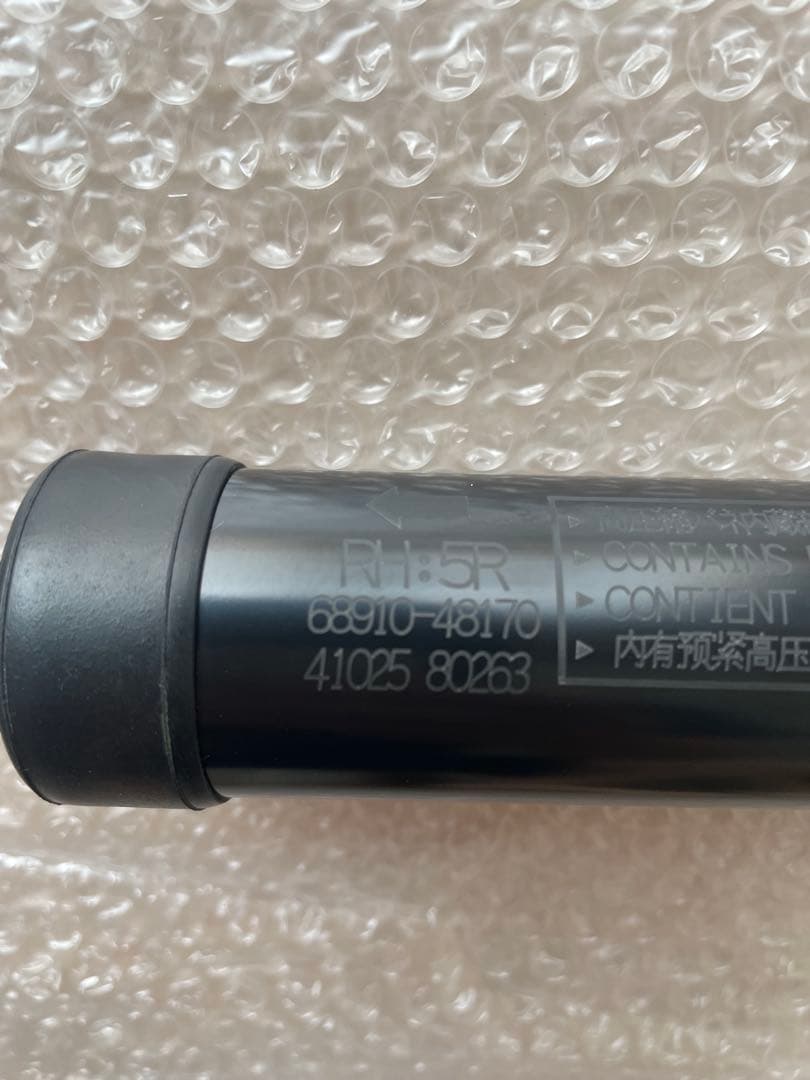 RH:5R
68910-48170
41025 80263
▶ CONTAINS
▶ CONTIENT
▶ 内有预紧高压